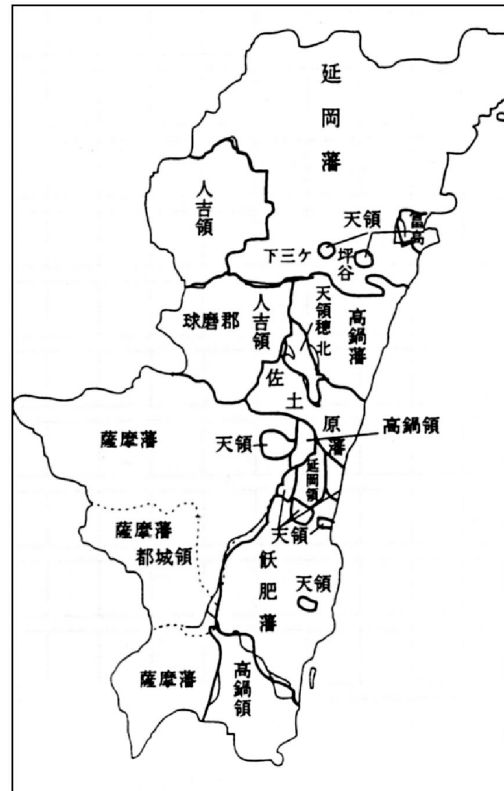 延岡藩
人吉領
天領
富高
下三ケ
坪谷
球磨郡
人吉領
天領穂北
高鍋藩
佐土原藩
薩摩藩
天領
高鍋領
延岡領
天領
薩摩藩
都城領
飫肥藩
天領
薩摩藩
高鍋領